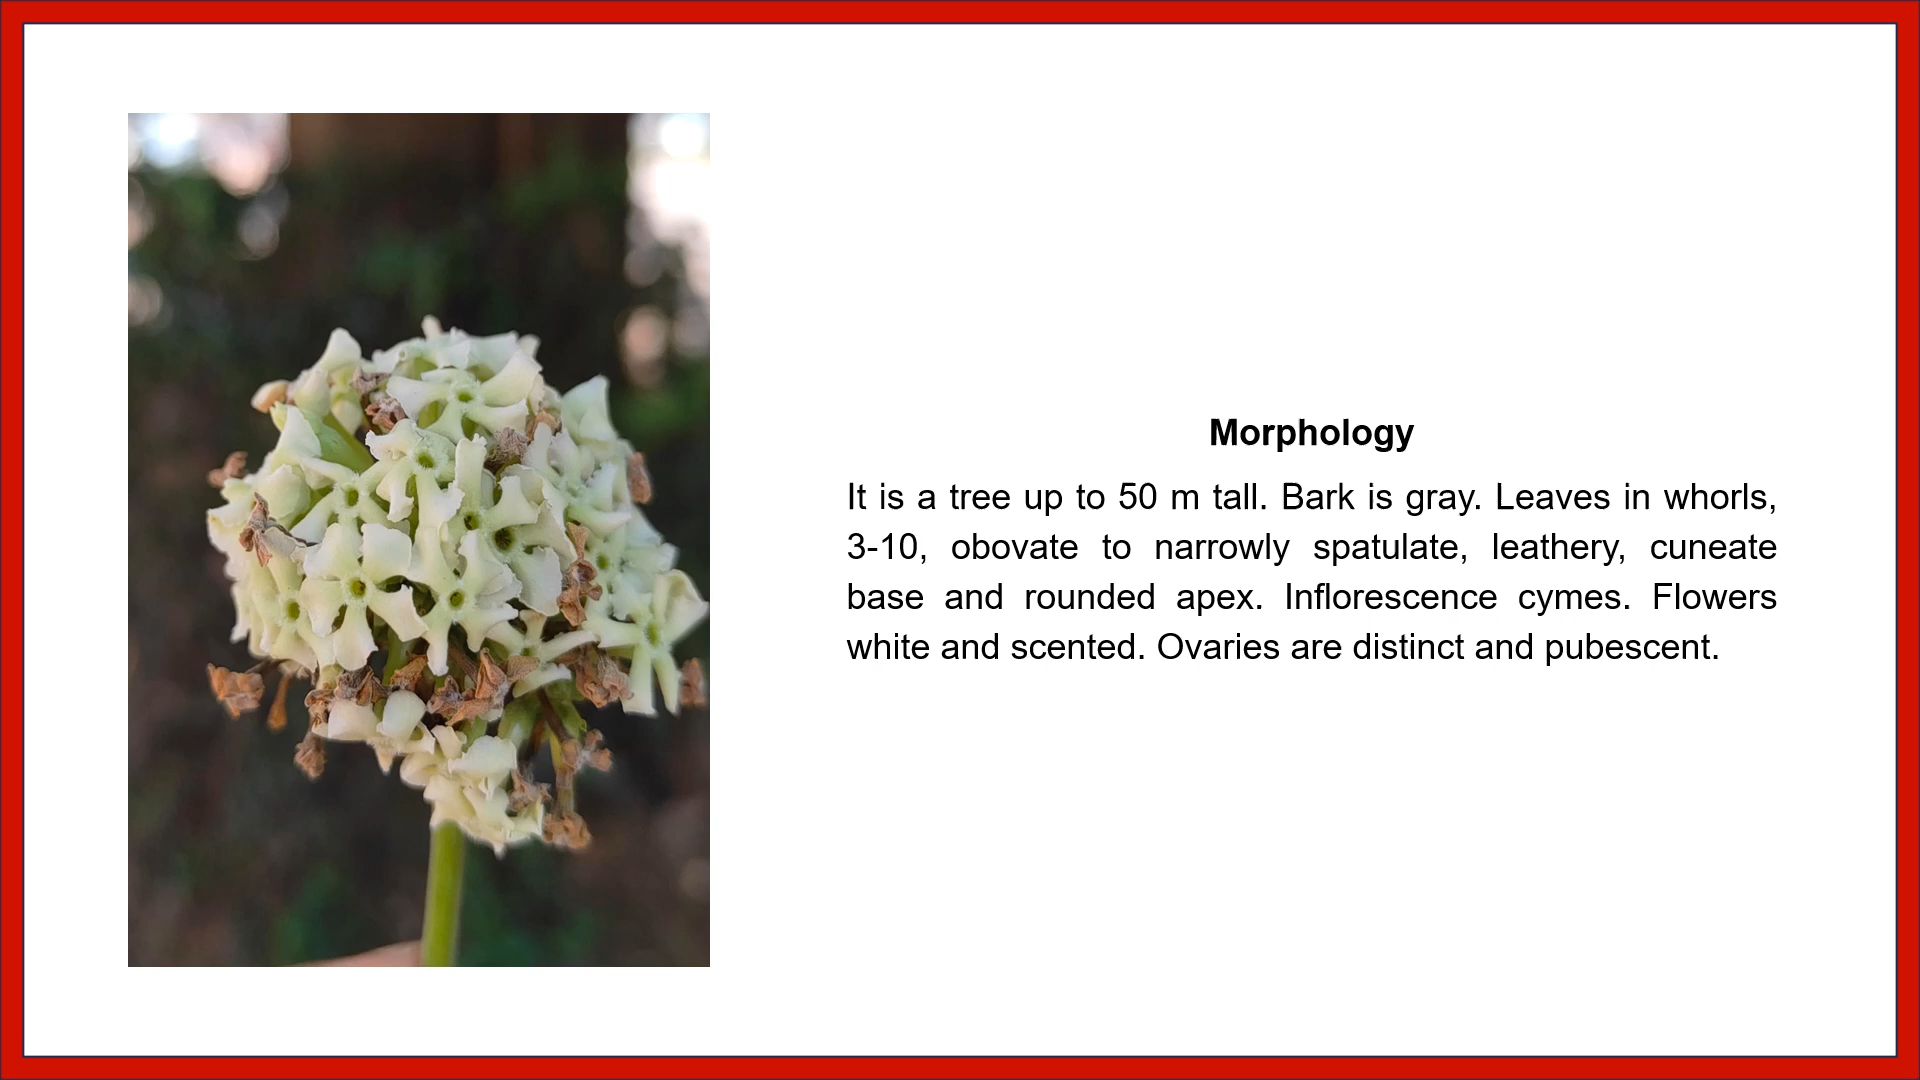 Morphology
It is a tree up to 50 m tall. Bark is gray. Leaves in whorls,
3-10, obovate to narrowly spatulate, leathery, cuneate
base and rounded apex. Inflorescence cymes. Flowers
white and scented. Ovaries are distinct and pubescent.